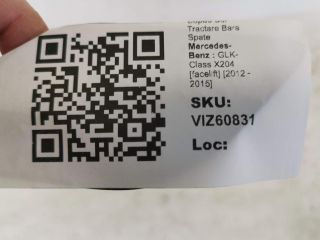 Tractare Bara
Spate
Mercedes-
Benz : GLK-
Class X204
[facelift] [2012 -
2015]
SKU:
VIZ60831
Loc: